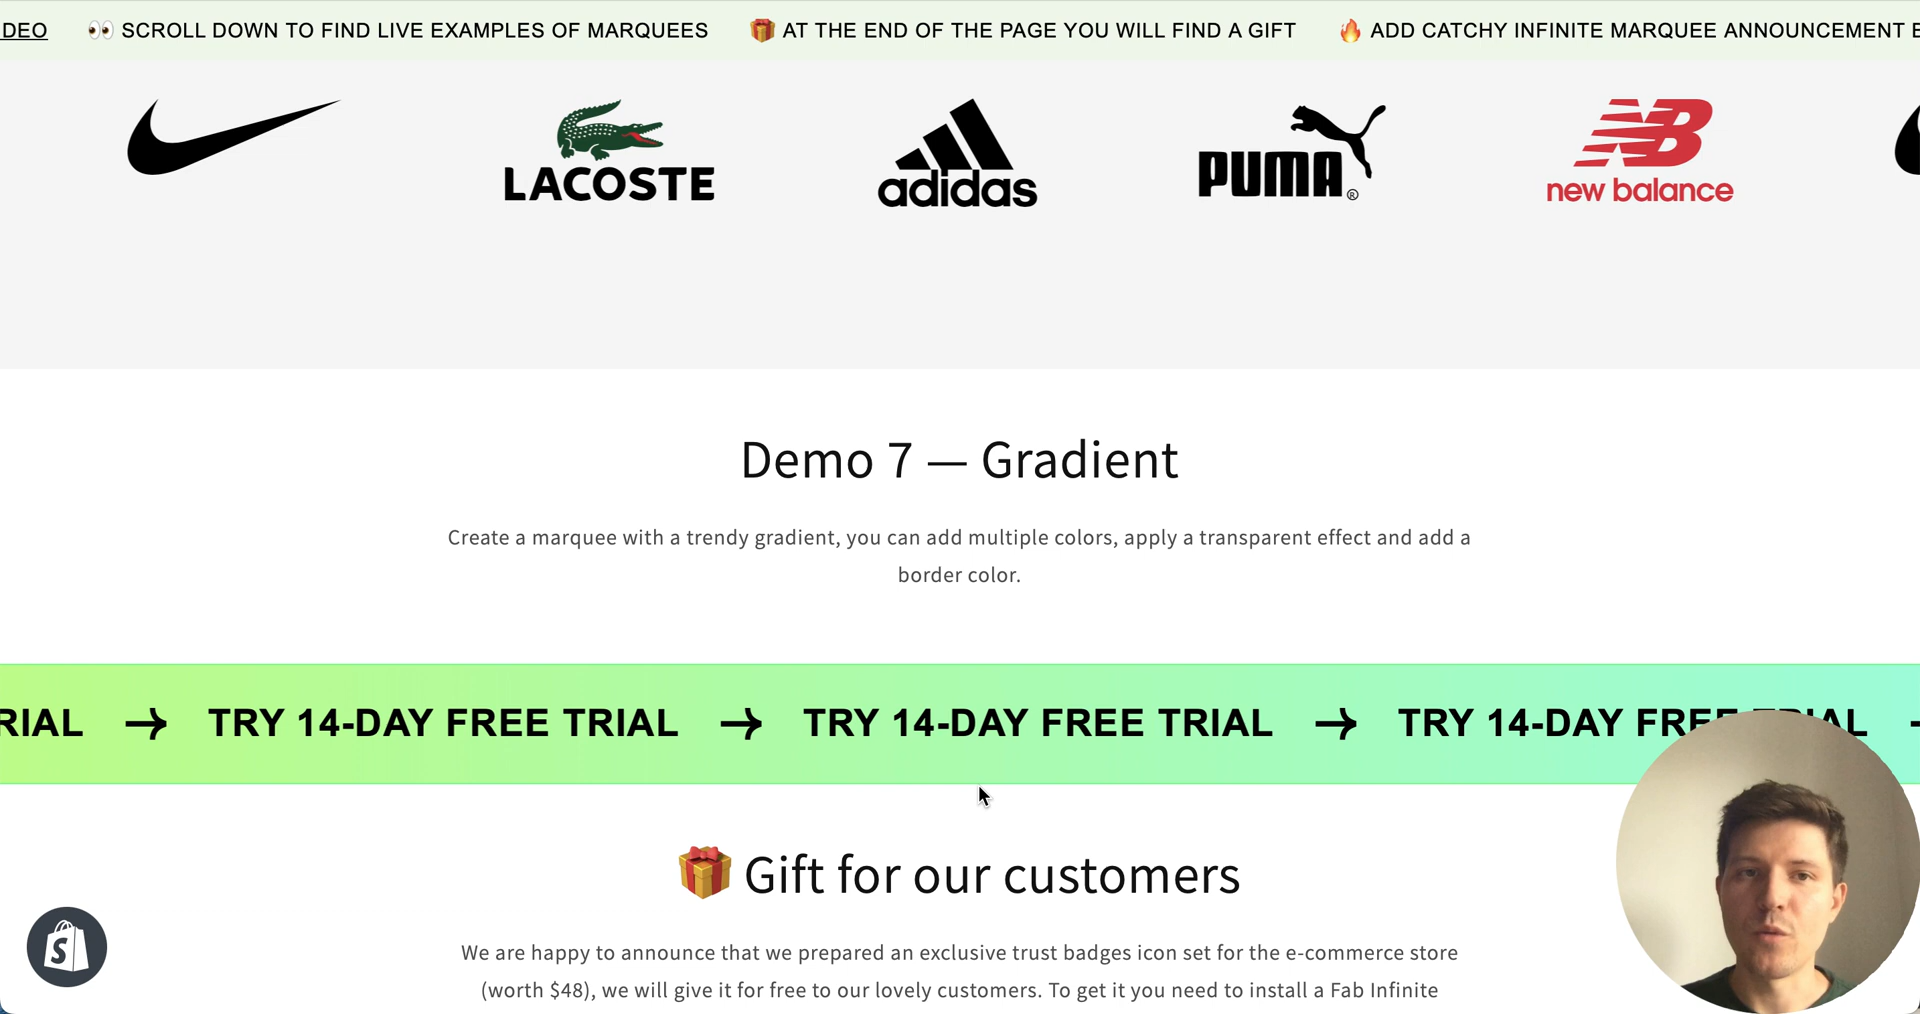 DEO 👀 SCROLL DOWN TO FIND LIVE EXAMPLES OF MARQUEES 🎁 AT THE END OF THE PAGE YOU WILL FIND A GIFT 🔥 ADD CATCHY INFINITE MARQUEE ANNOUNCEMENT
LACOSTE
adidas
PUMA®
new balance
Demo 7 — Gradient
Create a marquee with a trendy gradient, you can add multiple colors, apply a transparent effect and add a
border color.
RIAL → TRY 14-DAY FREE TRIAL → TRY 14-DAY FREE TRIAL → TRY 14-DAY FREE TRIAL
🎁 Gift for our customers
We are happy to announce that we prepared an exclusive trust badges icon set for the e-commerce store
(worth $48), we will give it for free to our lovely customers. To get it you need to install a Fab Infinite